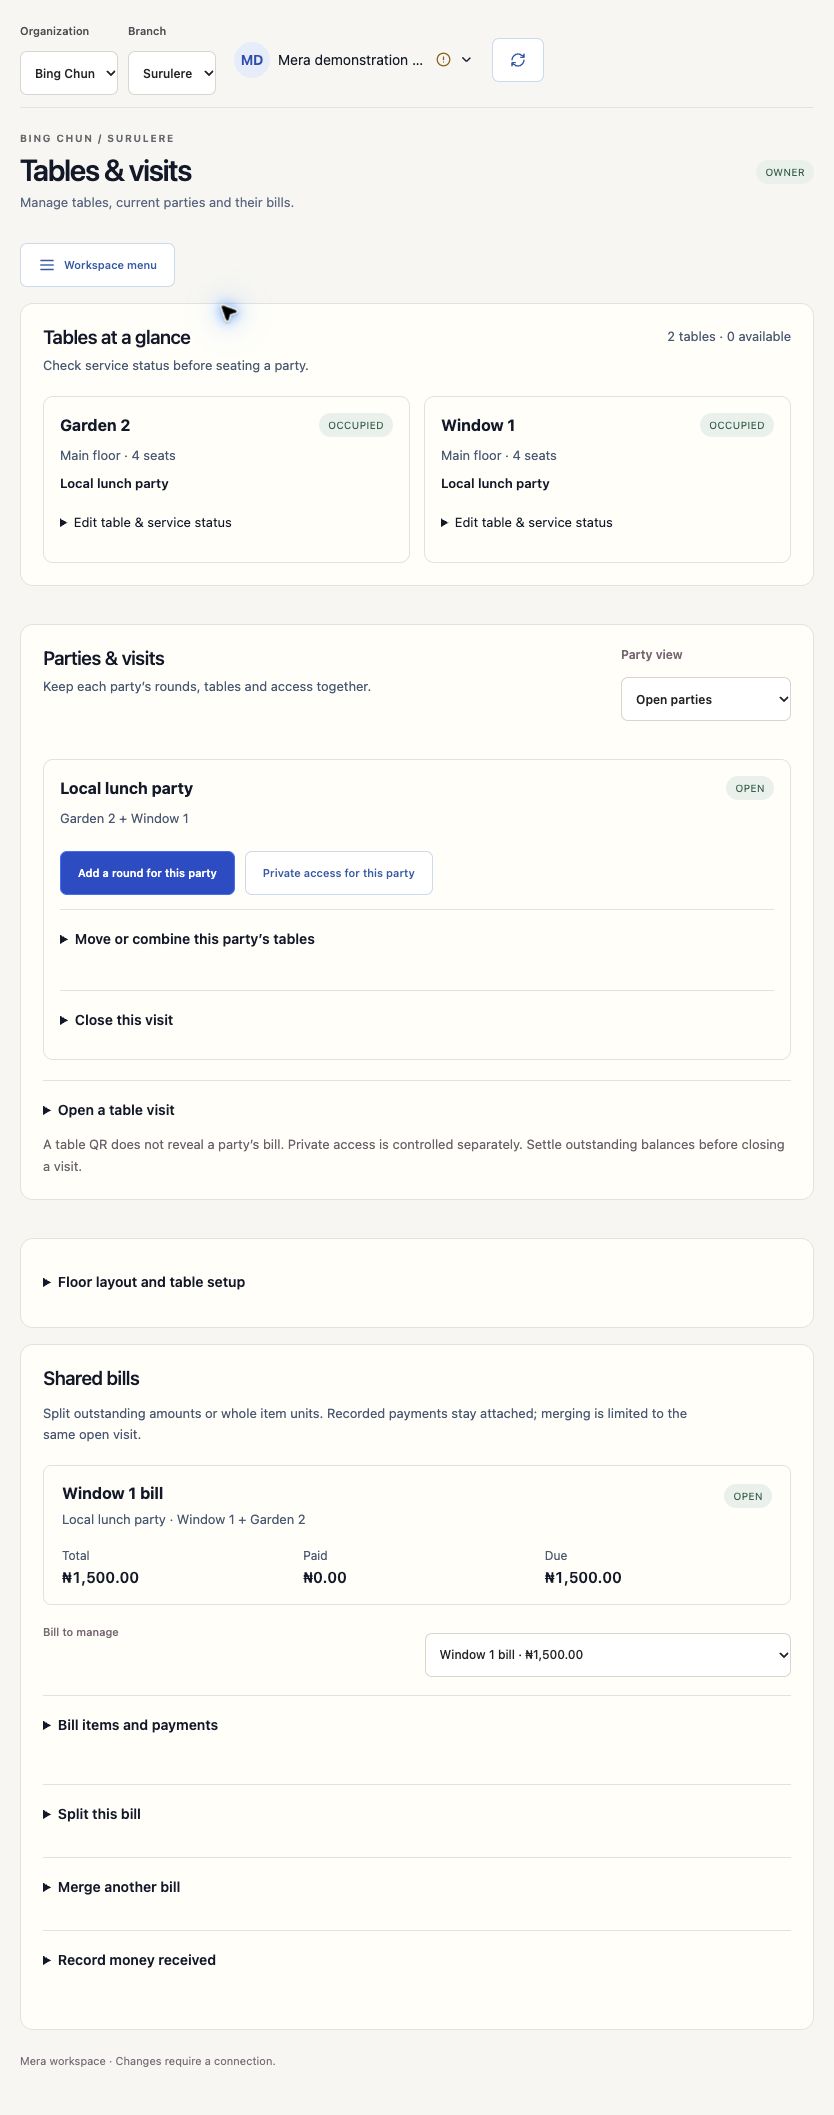 Organization
Branch
Bing Chun
Surulere
MD
Mera demonstration ...
BING CHUN / SURULERE
Tables & visits
OWNER
Manage tables, current parties and their bills.
Workspace menu
Tables at a glance
2 tables · 0 available
Check service status before seating a party.
Garden 2
OCCUPIED
Main floor · 4 seats
Local lunch party
▶ Edit table & service status
Window 1
OCCUPIED
Main floor · 4 seats
Local lunch party
▶ Edit table & service status
Parties & visits
Party view
Keep each party's rounds, tables and access together.
Open parties
Local lunch party
OPEN
Garden 2 + Window 1
Add a round for this party
Private access for this party
▶ Move or combine this party's tables
▶ Close this visit
▶ Open a table visit
A table QR does not reveal a party's bill. Private access is controlled separately. Settle outstanding balances before closing
a visit.
▶ Floor layout and table setup
Shared bills
Split outstanding amounts or whole item units. Recorded payments stay attached; merging is limited to the
same open visit.
Window 1 bill
OPEN
Local lunch party · Window 1 + Garden 2
Total
Paid
Due
₦1,500.00
₦0.00
₦1,500.00
Bill to manage
Window 1 bill · ₦1,500.00
▶ Bill items and payments
▶ Split this bill
▶ Merge another bill
▶ Record money received
Mera workspace · Changes require a connection.